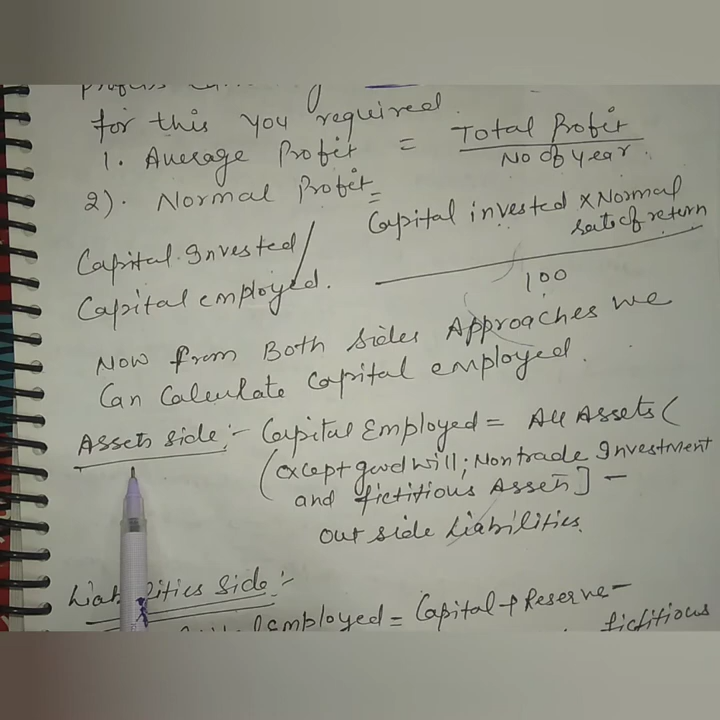 for this you required
1. Average Profit = Total Profit
No of year.
2). Normal Profit =
Capital invested × Normal
rate of return
100
Capital Invested/
Capital employed.
Now from Both sides Approaches we
Can Calculate Capital employed.
Assets side:- Capital Employed = All Assets (
(except goodwill; Nontrade Investment
and fictitious Assets] -
out side Liabilities.
Liabilities side:-
employed = Capital + Reserve -
fictitious